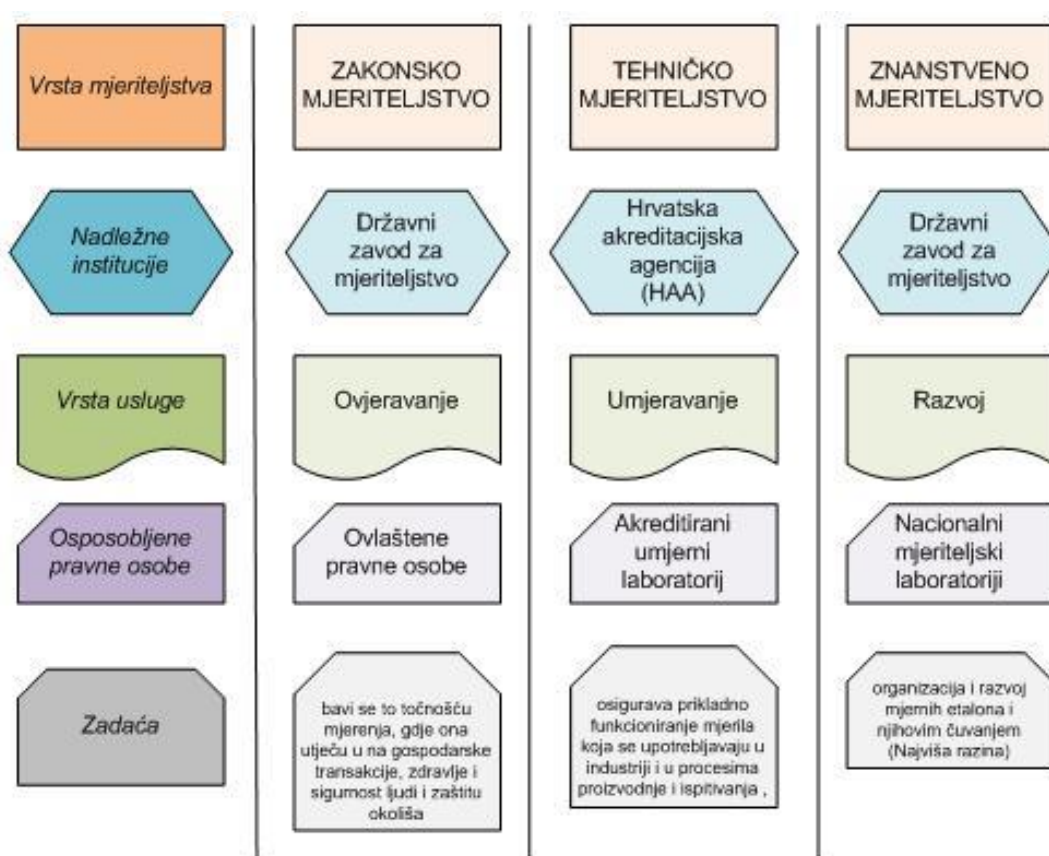 Vrsta mjeriteljstva
ZAKONSKO
MJERITELJSTVO
TEHNIČKO
MJERITELJSTVO
ZNANSTVENO
MJERITELJSTVO
Nadležne
institucije
Državni
zavod za
mjeriteljstvo
Hrvatska
akreditacijska
agencija
(HAA)
Državni
zavod za
mjeriteljstvo
Vrsta usluge
Ovjeravanje
Umjeravanje
Razvoj
Osposobljene
pravne osobe
Ovlaštene
pravne osobe
Akreditirani
umjerni
laboratorij
Nacionalni
mjeriteljski
laboratoriji
Zadaća
bavi se to točnošću
mjerenja, gdje ona
utječu u na gospodarske
transakcije, zdravlje i
sigurnost ljudi i zaštitu
okoliša
osigurava prikladno
funkcioniranje mjerila
koja se upotrebljavaju u
industriji i u procesima
proizvodnje i ispitivanja ,
organizacija i razvoj
mjernih etalona i
njihovim čuvanjem
(Najviša razina)